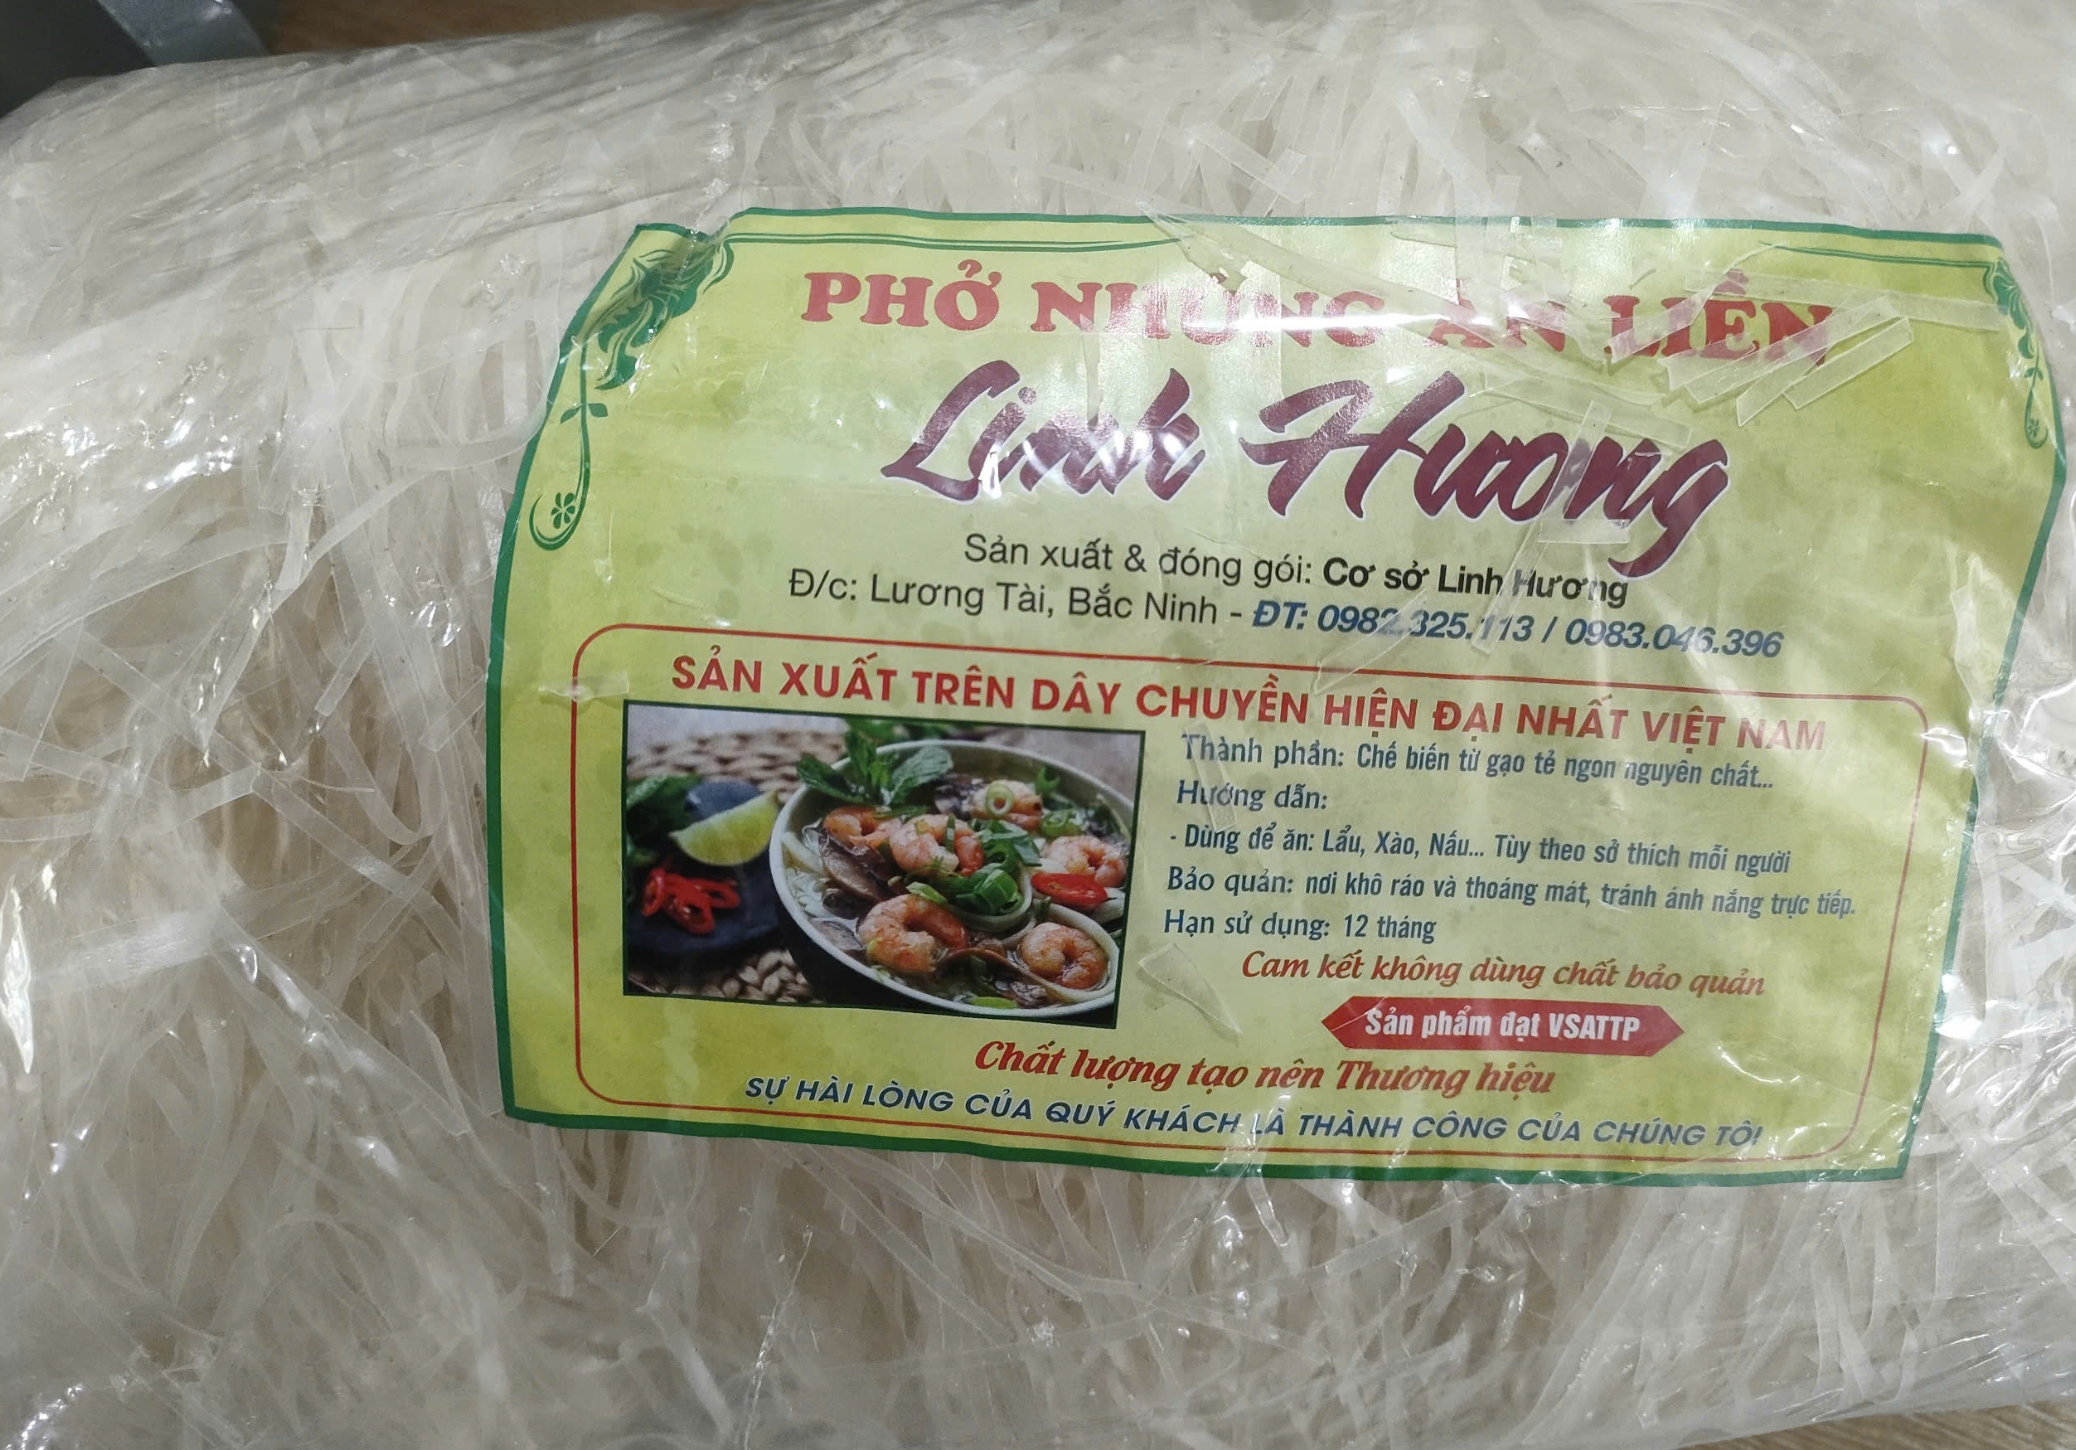 PHỞ NHÚNG ĂN LIỀN
Linh Hương
Sản xuất & đóng gói: Cơ sở Linh Hương
Đ/c: Lương Tài, Bắc Ninh - ĐT: 0982.325.113 / 0983.046.396
SẢN XUẤT TRÊN DÂY CHUYỀN HIỆN ĐẠI NHẤT VIỆT NAM
Thành phần: Chế biến từ gạo tẻ ngon nguyên chất...
Hướng dẫn:
- Dùng để ăn: Lẩu, Xào, Nấu... Tùy theo sở thích mỗi người
Bảo quản: nơi khô ráo và thoáng mát, tránh ánh nắng trực tiếp.
Hạn sử dụng: 12 tháng
Cam kết không dùng chất bảo quản
Sản phẩm đạt VSATTP
Chất lượng tạo nên Thương hiệu
SỰ HÀI LÒNG CỦA QUÝ KHÁCH LÀ THÀNH CÔNG CỦA CHÚNG TÔI